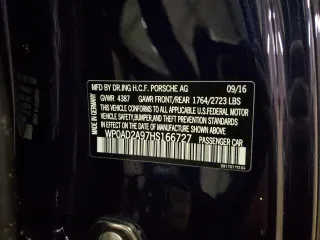 MFD BY DR.ING H.C.F. PORSCHE AG 09/16
GVWR 4387 GAWR FRONT/REAR 1764/2723 LBS
THIS VEHICLE CONFORMS TO ALL APPLICABLE U.S. FEDERAL MOTOR
VEHICLE SAFETY, BUMPER, AND THEFT PREVENTION STANDARDS
IN EFFECT ON THE DATE OF MANUFACTURE SHOWN ABOVE
WP0AD2A97HS166727 PASSENGER CAR
MADE IN GERMANY